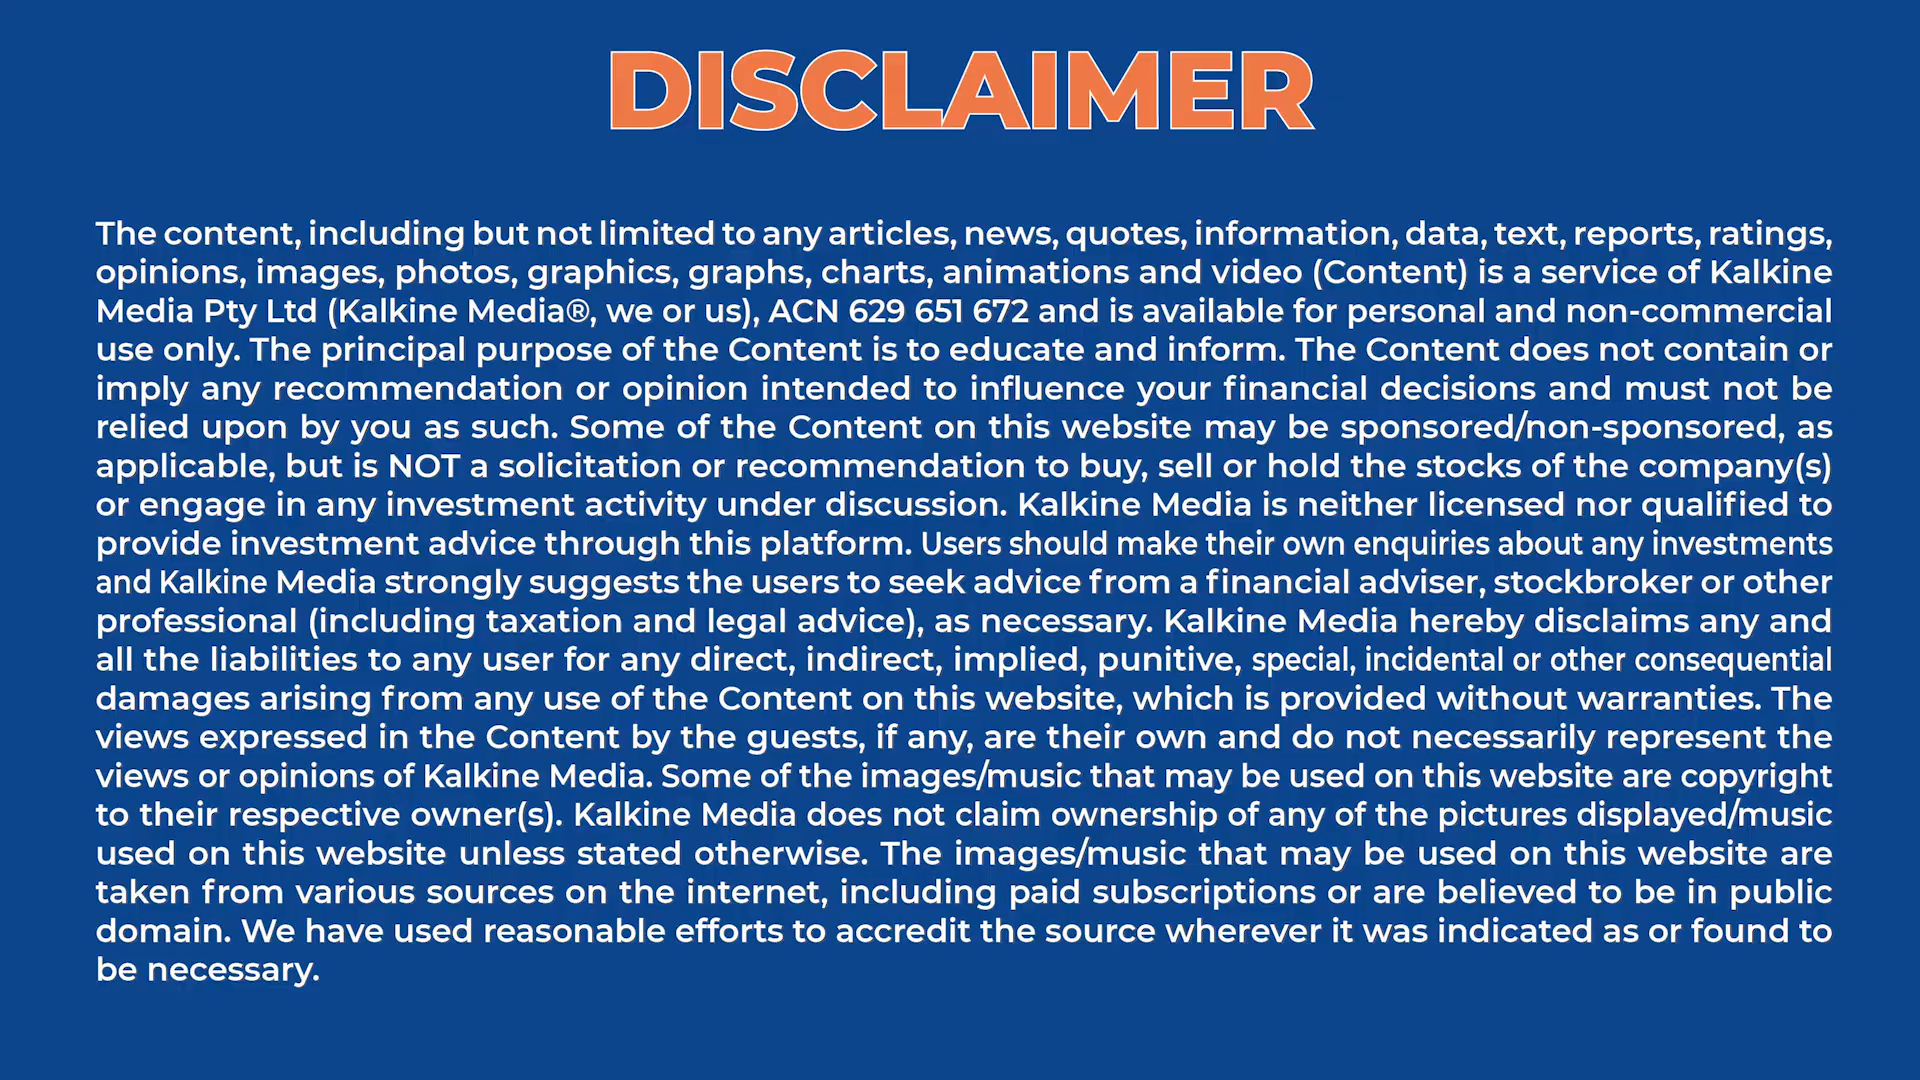 DISCLAIMER
The content, including but not limited to any articles, news, quotes, information, data, text, reports, ratings,
opinions, images, photos, graphics, graphs, charts, animations and video (Content) is a service of Kalkine
Media Pty Ltd (Kalkine Media®, we or us), ACN 629 651 672 and is available for personal and non-commercial
use only. The principal purpose of the Content is to educate and inform. The Content does not contain or
imply any recommendation or opinion intended to influence your financial decisions and must not be
relied upon by you as such. Some of the Content on this website may be sponsored/non-sponsored, as
applicable, but is NOT a solicitation or recommendation to buy, sell or hold the stocks of the company(s)
or engage in any investment activity under discussion. Kalkine Media is neither licensed nor qualified to
provide investment advice through this platform. Users should make their own enquiries about any investments
and Kalkine Media strongly suggests the users to seek advice from a financial adviser, stockbroker or other
professional (including taxation and legal advice), as necessary. Kalkine Media hereby disclaims any and
all the liabilities to any user for any direct, indirect, implied, punitive, special, incidental or other consequential
damages arising from any use of the Content on this website, which is provided without warranties. The
views expressed in the Content by the guests, if any, are their own and do not necessarily represent the
views or opinions of Kalkine Media. Some of the images/music that may be used on this website are copyright
to their respective owner(s). Kalkine Media does not claim ownership of any of the pictures displayed/music
used on this website unless stated otherwise. The images/music that may be used on this website are
taken from various sources on the internet, including paid subscriptions or are believed to be in public
domain. We have used reasonable efforts to accredit the source wherever it was indicated as or found to
be necessary.